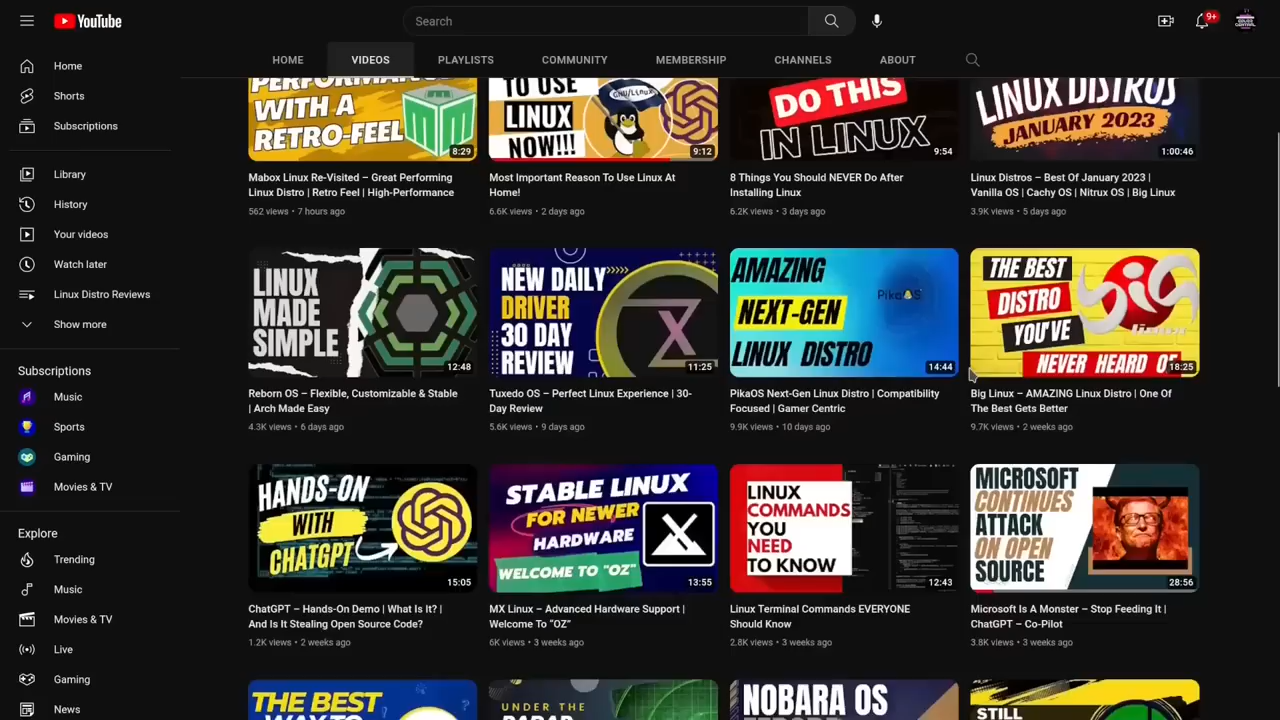 YouTube
Search
9+
HOME
VIDEOS
PLAYLISTS
COMMUNITY
MEMBERSHIP
CHANNELS
ABOUT
Home
Shorts
Subscriptions
Library
History
Your videos
Watch later
Linux Distro Reviews
Show more
Subscriptions
Music
Sports
Gaming
Movies & TV
Explore
Trending
Music
Movies & TV
Live
Gaming
News
PERFORMANCE
WITH A
RETRO-FEEL
8:29
Mabox Linux Re-Visited – Great Performing
Linux Distro | Retro Feel | High-Performance
562 views • 7 hours ago
TO USE
LINUX
NOW!!!
GNU/Linux
9:12
Most Important Reason To Use Linux At
Home!
6.6K views • 2 days ago
DO THIS
IN LINUX
9:54
8 Things You Should NEVER Do After
Installing Linux
6.2K views • 3 days ago
LINUX DISTROS
JANUARY 2023
1:00:46
Linux Distros – Best Of January 2023 |
Vanilla OS | Cachy OS | Nitrux OS | Big Linux
3.9K views • 5 days ago
LINUX
MADE
SIMPLE
12:48
Reborn OS – Flexible, Customizable & Stable
| Arch Made Easy
4.3K views • 6 days ago
NEW DAILY
DRIVER
30 DAY
REVIEW
11:25
Tuxedo OS – Perfect Linux Experience | 30-
Day Review
5.6K views • 9 days ago
AMAZING
NEXT-GEN
LINUX DISTRO
PikaOS
14:44
PikaOS Next-Gen Linux Distro | Compatibility
Focused | Gamer Centric
9.9K views • 10 days ago
THE BEST
DISTRO
YOU'VE
NEVER HEARD OF
BiG
linux
18:25
Big Linux – AMAZING Linux Distro | One Of
The Best Gets Better
9.7K views • 2 weeks ago
HANDS-ON
WITH
CHATGPT
15:05
ChatGPT – Hands-On Demo | What Is It? |
And Is It Stealing Open Source Code?
1.2K views • 2 weeks ago
STABLE LINUX
FOR NEWER
HARDWARE
WELCOME TO "OZ"
13:55
MX Linux – Advanced Hardware Support |
Welcome To “OZ”
6K views • 3 weeks ago
LINUX
COMMANDS
YOU
NEED
TO KNOW
12:43
Linux Terminal Commands EVERYONE
Should Know
2.8K views • 3 weeks ago
MICROSOFT
CONTINUES
ATTACK
ON OPEN
SOURCE
28:56
Microsoft Is A Monster – Stop Feeding It |
ChatGPT – Co-Pilot
3.8K views • 3 weeks ago
THE BEST
WAY TO
UNDER THE
RADAR
NOBARA OS
STILL